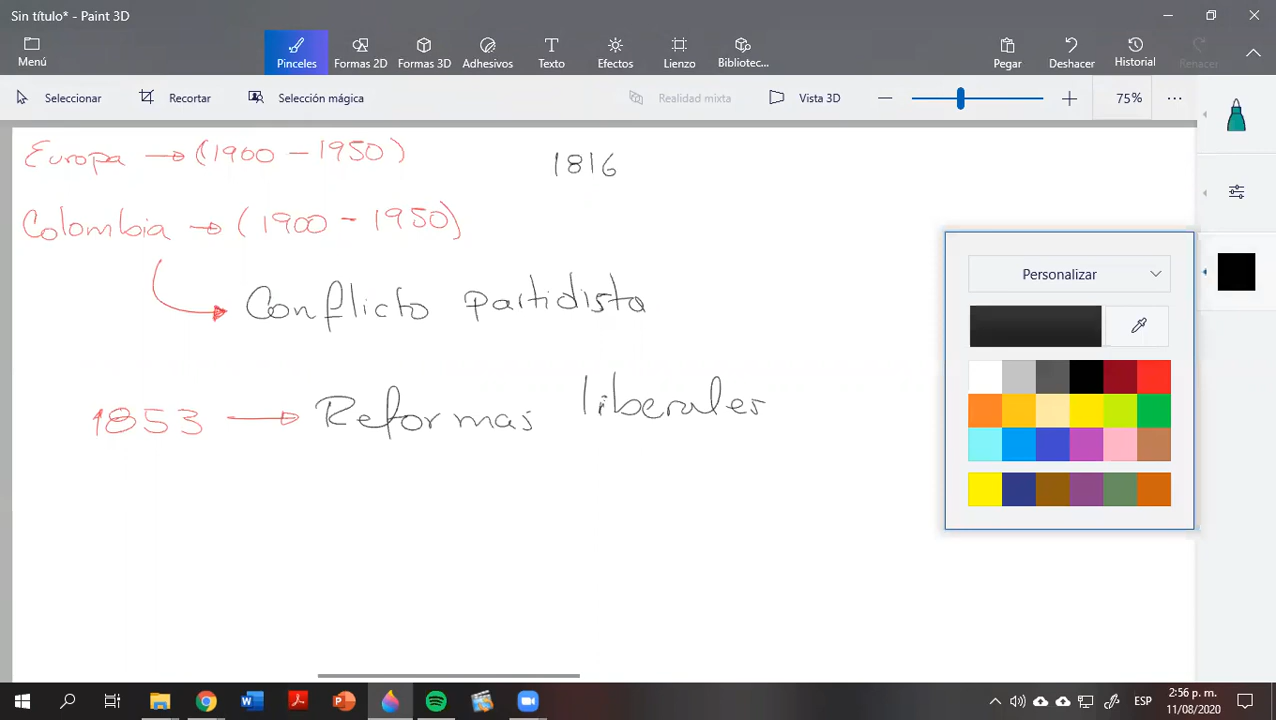 Sin título* - Paint 3D
Menú
Pinceles
Formas 2D
Formas 3D
Adhesivos
Texto
Efectos
Lienzo
Bibliotec...
Pegar
Deshacer
Historial
Rehacer
Seleccionar
Recortar
Selección mágica
Realidad mixta
Vista 3D
75%
Europa → (1900 - 1950)
1816
Colombia → (1900 - 1950)
Personalizar
Conflicto partidista
1853 → Reformas liberales
ESP
2:56 p. m.
11/08/2020